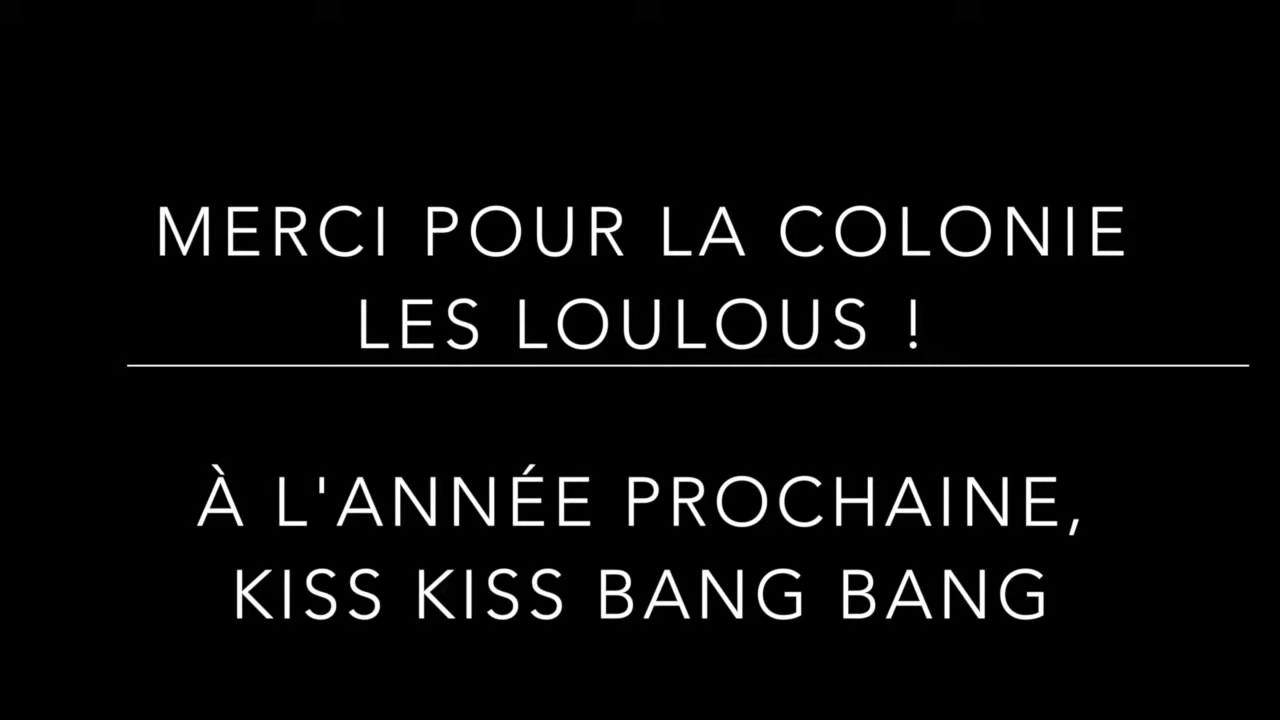 MERCI POUR LA COLONIE
LES LOULOUS !
À L'ANNÉE PROCHAINE,
KISS KISS BANG BANG